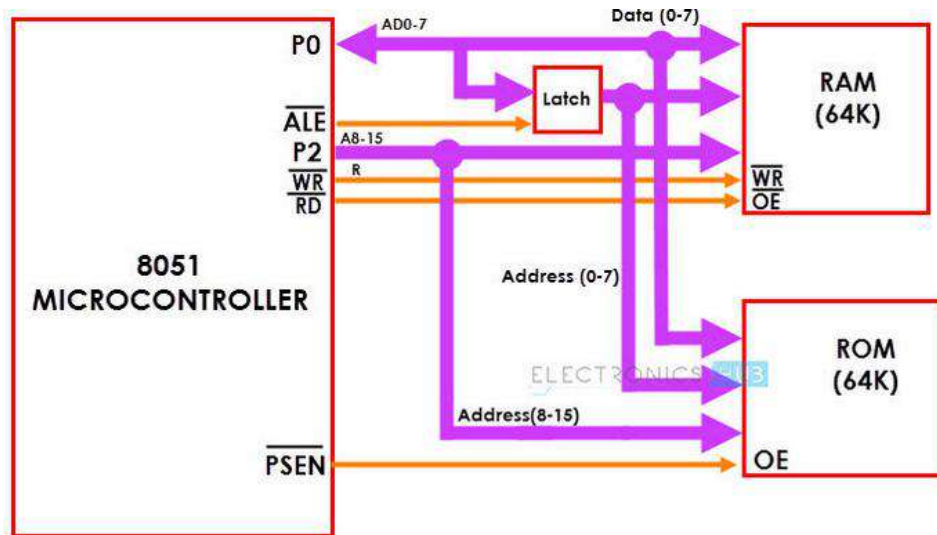 AD0-7
Data (0-7)
P0
RAM
(64K)
Latch
ALE
A8-15
P2
R
WR
RD
WR
OE
8051
MICROCONTROLLER
Address (0-7)
ROM
(64K)
ELECTRONICS HUB
Address(8-15)
PSEN
OE